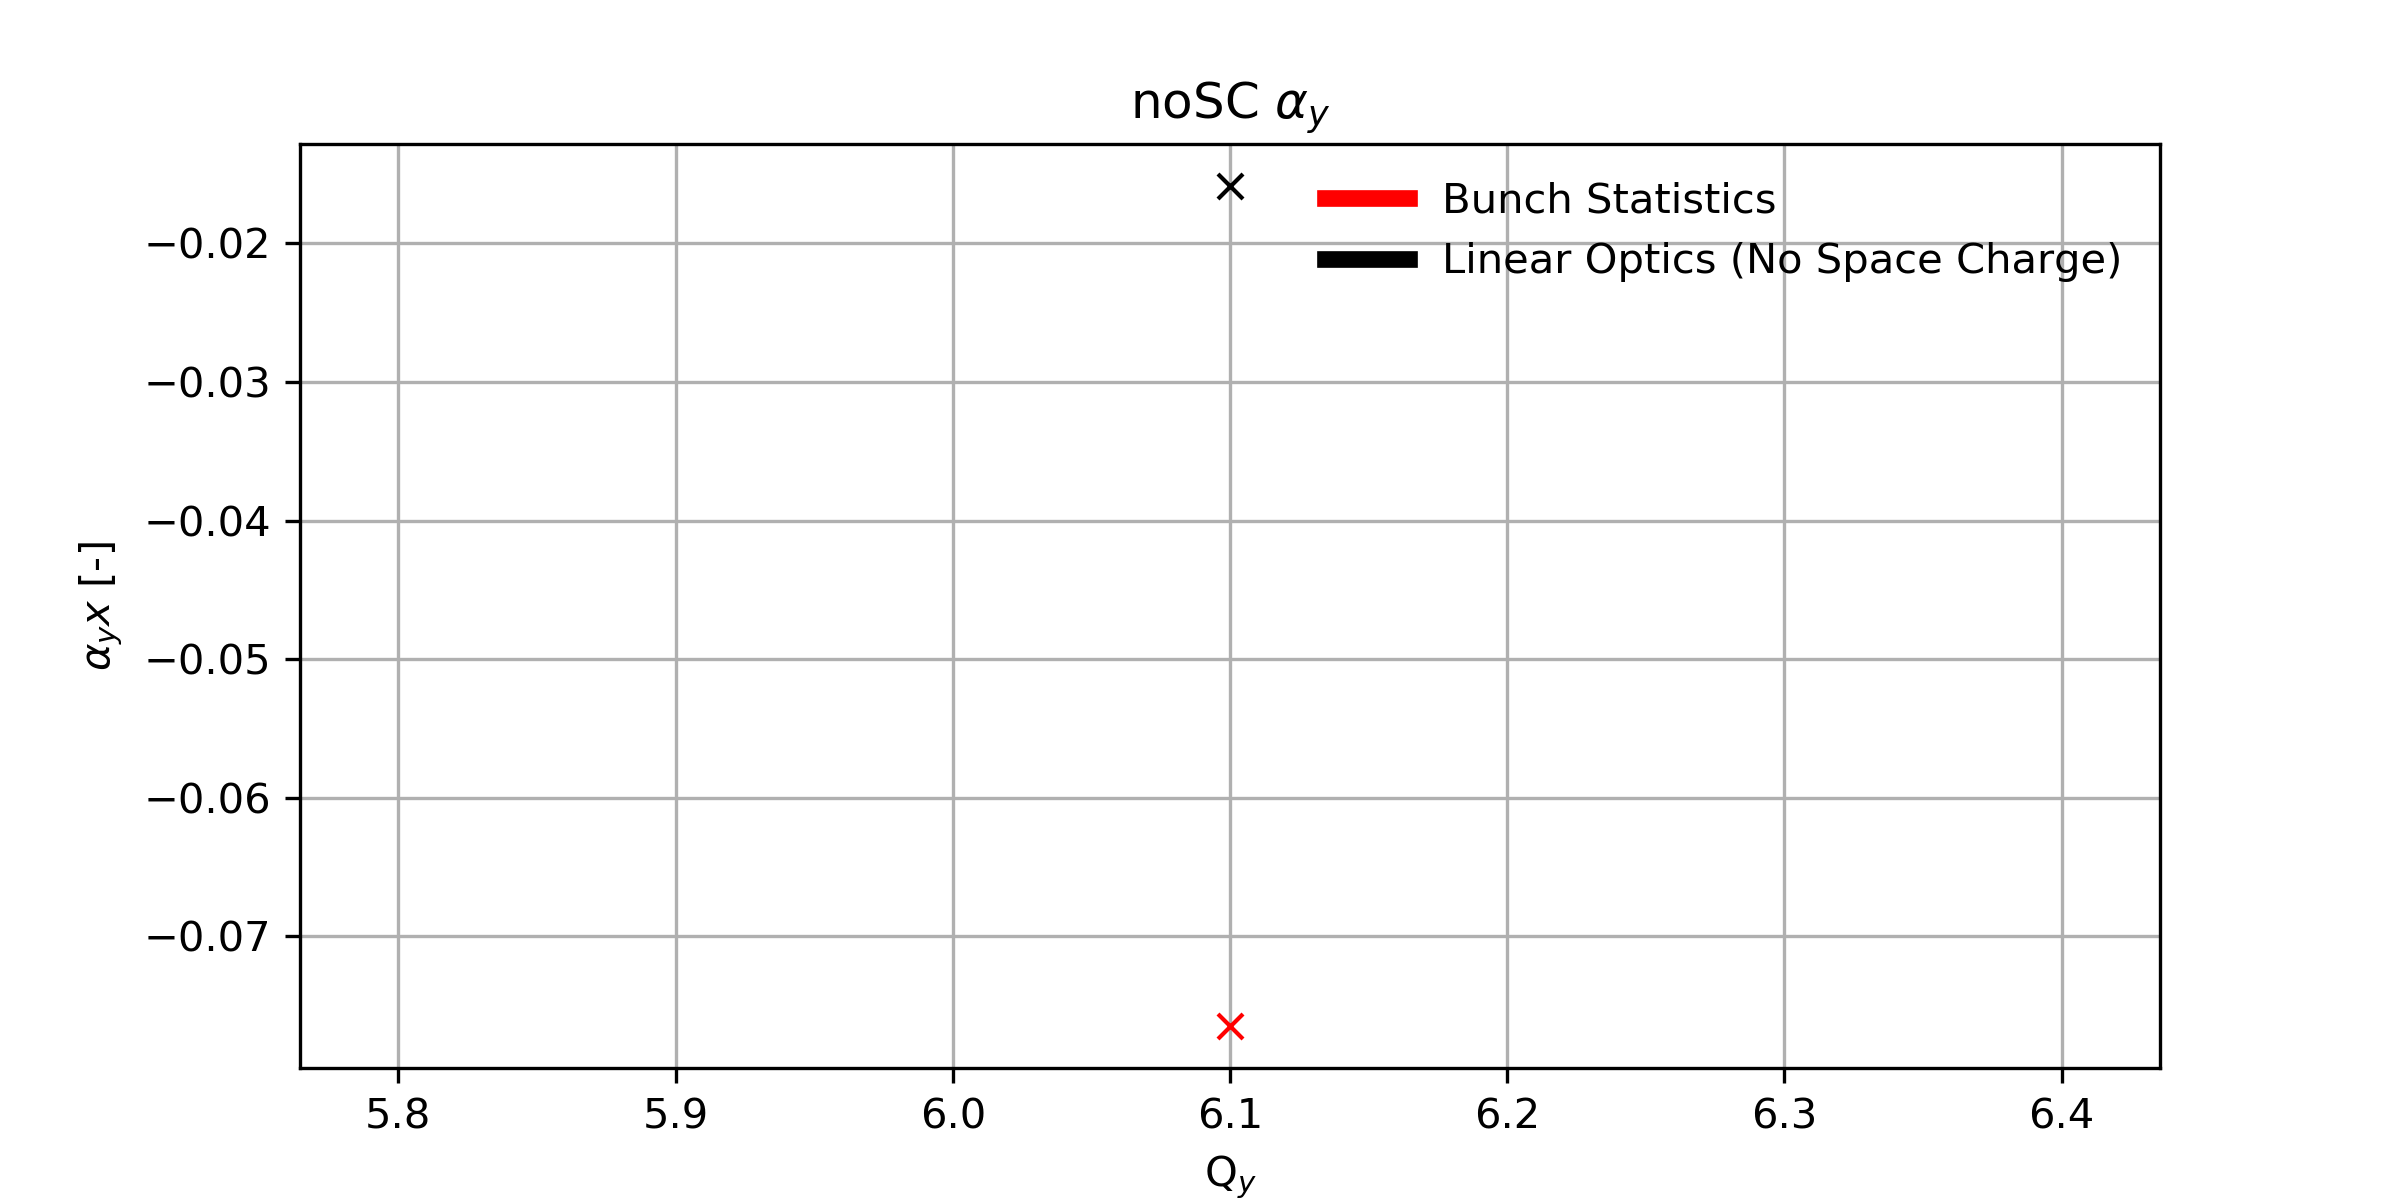 noSC αy
Bunch Statistics
Linear Optics (No Space Charge)
−0.02
−0.03
−0.04
−0.05
−0.06
−0.07
αyx [-]
5.8 5.9 6.0 6.1 6.2 6.3 6.4
Qy